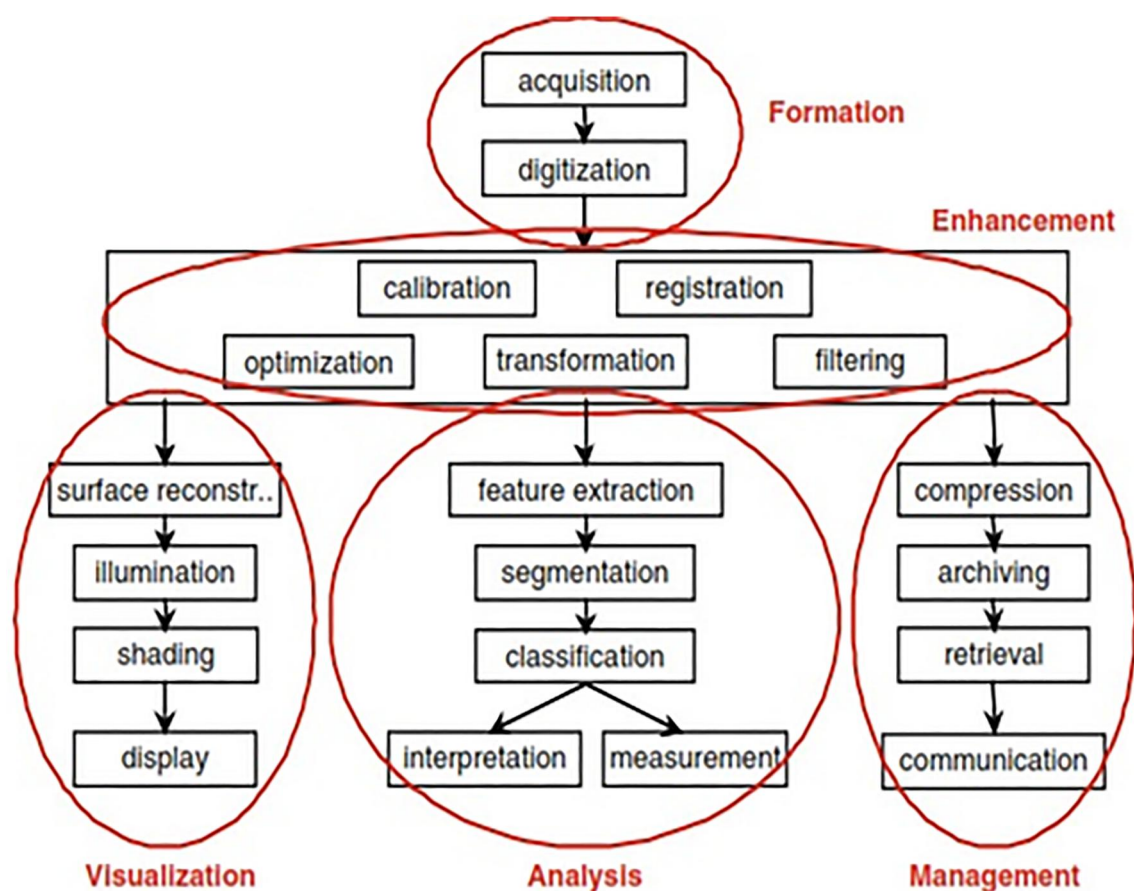 acquisition
Formation
digitization
Enhancement
calibration
registration
optimization
transformation
filtering
surface reconstr..
illumination
shading
display
Visualization
feature extraction
segmentation
classification
interpretation
measurement
Analysis
compression
archiving
retrieval
communication
Management